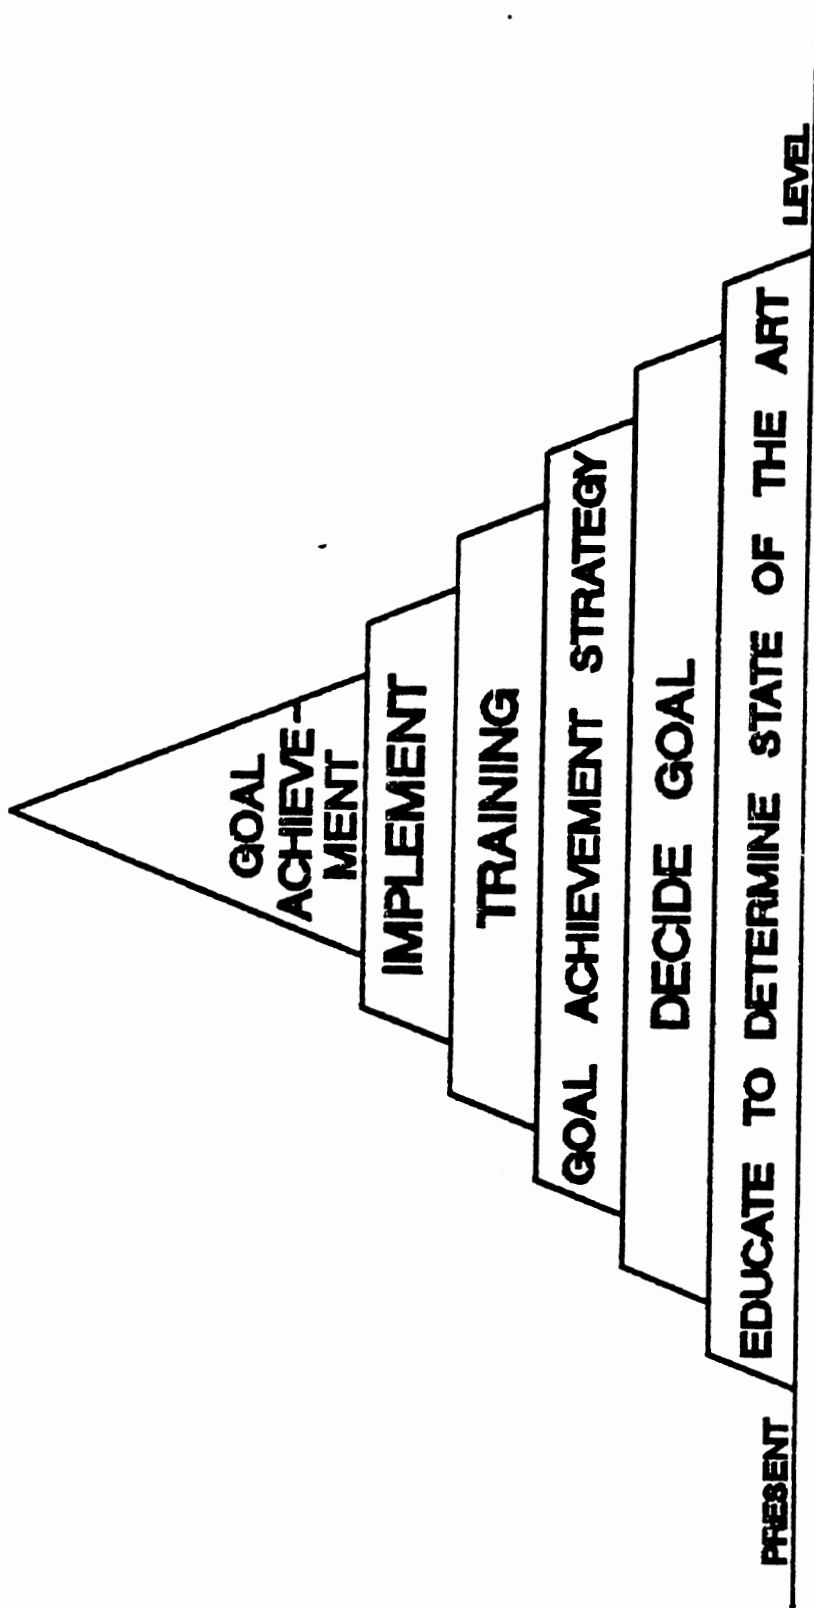 GOAL
ACHIEVE-
MENT
IMPLEMENT
TRAINING
GOAL ACHIEVEMENT STRATEGY
DECIDE GOAL
EDUCATE TO DETERMINE STATE OF THE ART
PRESENT LEVEL